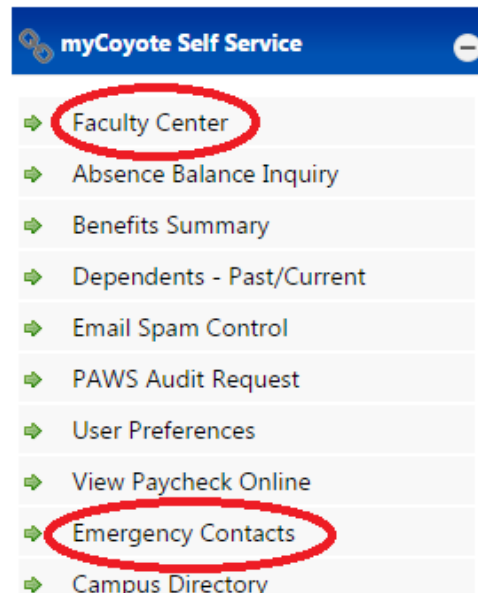 myCoyote Self Service
Faculty Center
Absence Balance Inquiry
Benefits Summary
Dependents - Past/Current
Email Spam Control
PAWS Audit Request
User Preferences
View Paycheck Online
Emergency Contacts
Campus Directory